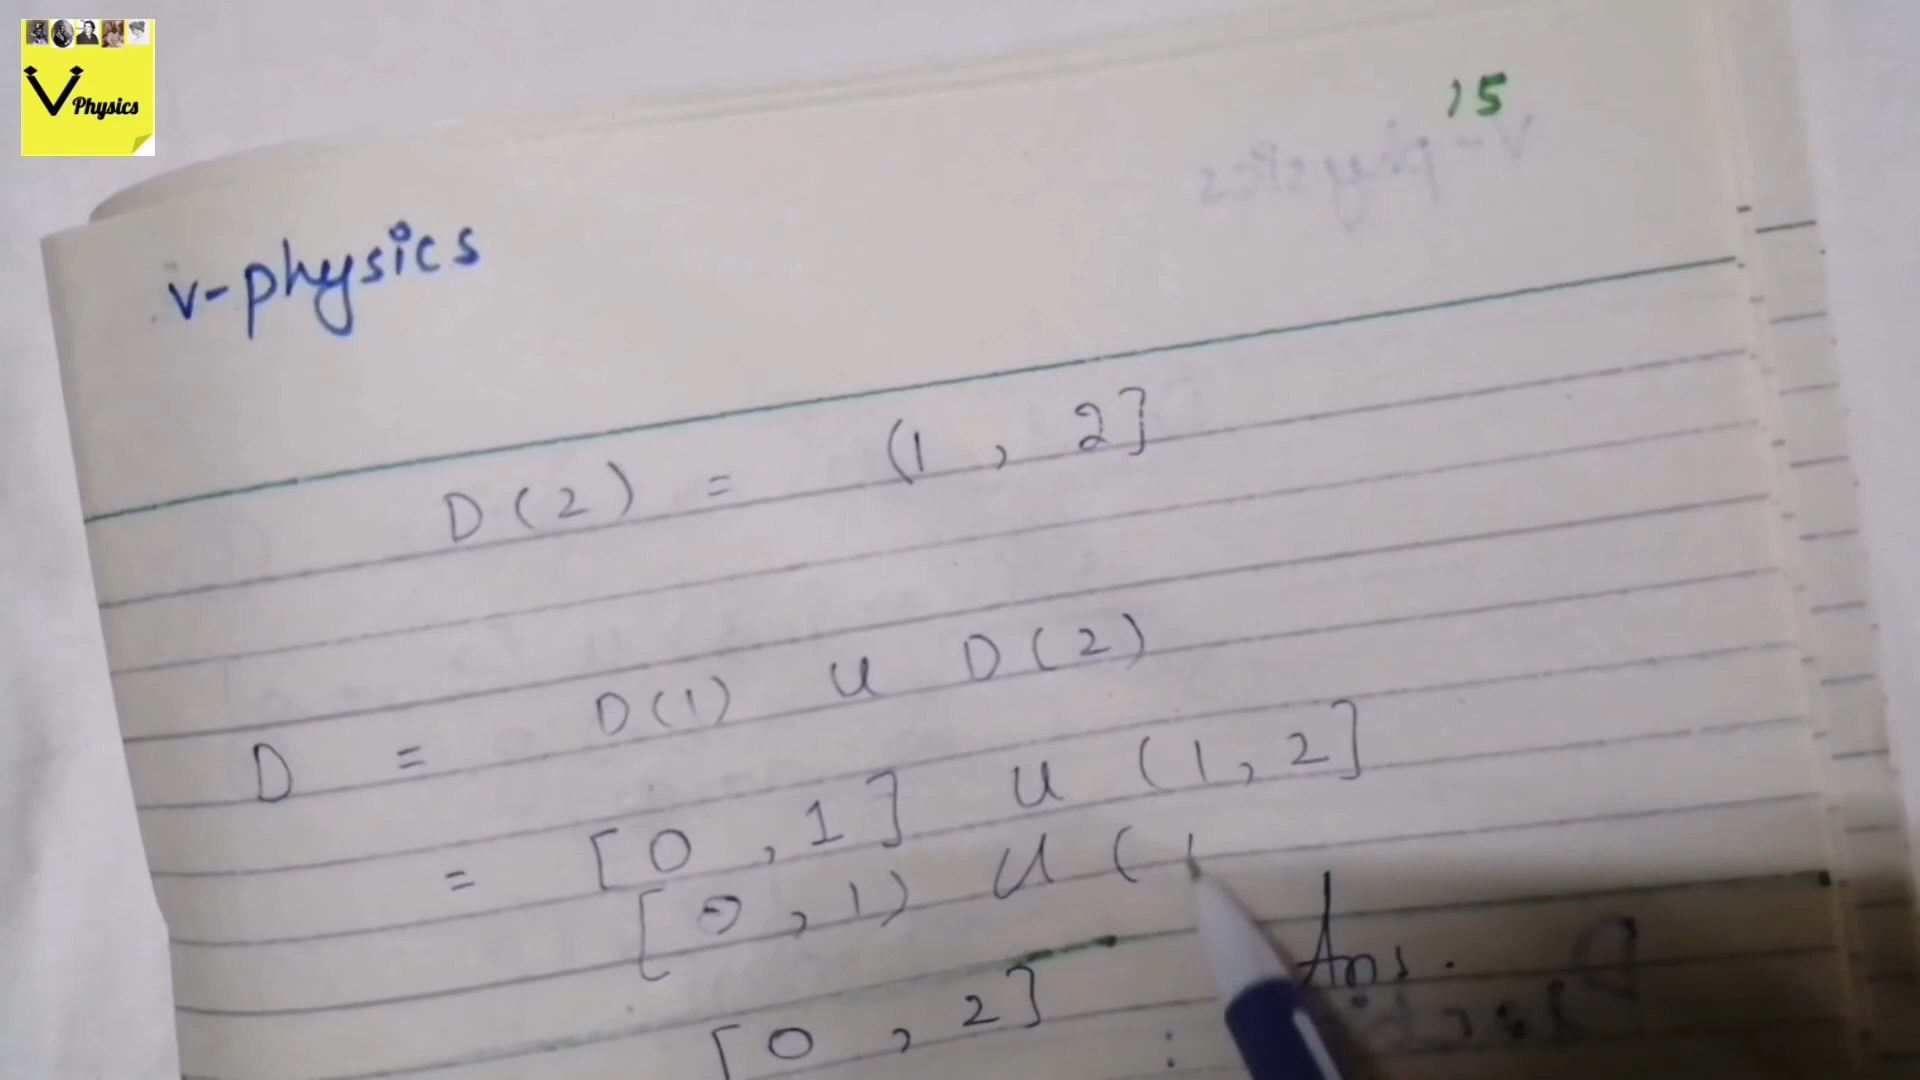 V Physics
15
v-physics
D(2) = (1, 2]
D = D(1) U D(2)
= [0, 1] U (1, 2]
[0, 1) U (1
[0, 2] Ans.